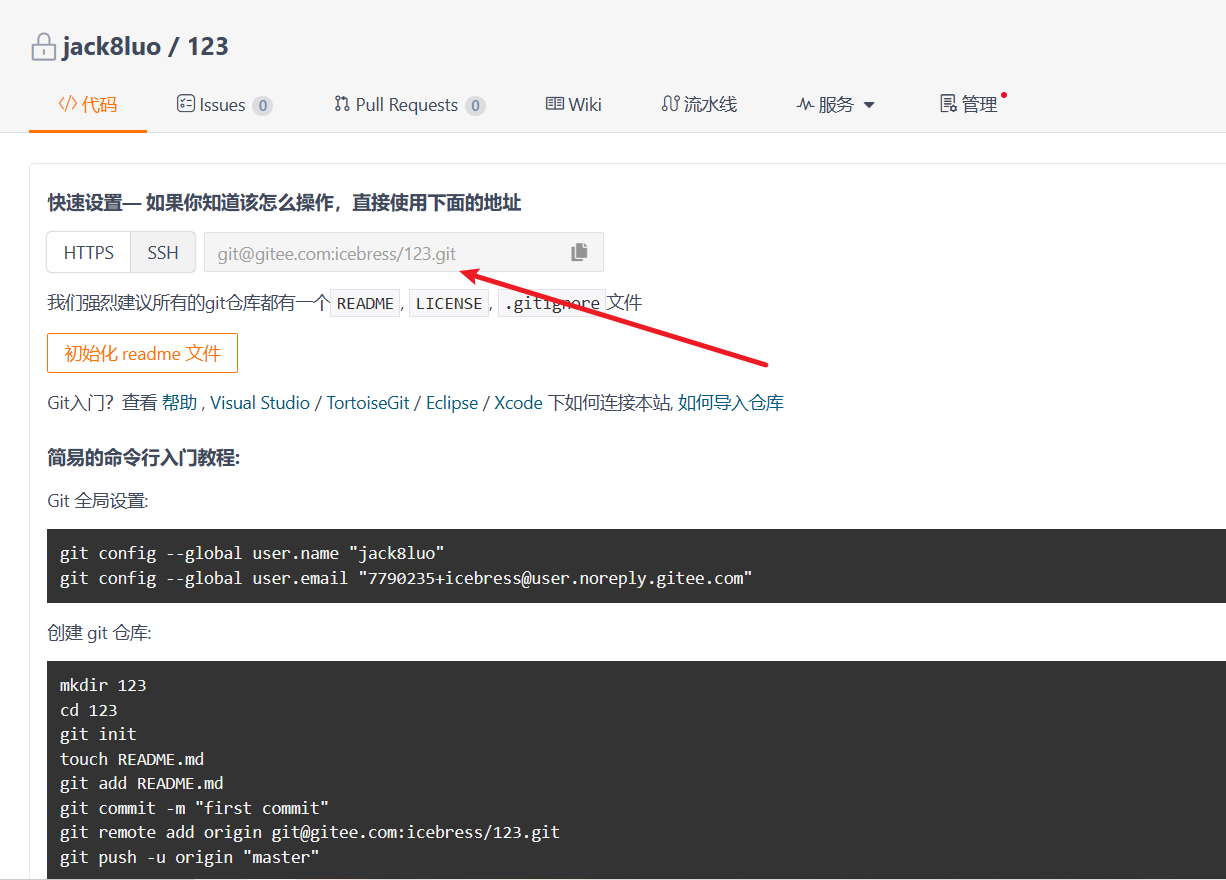 jack8luo / 123
代码 Issues 0 Pull Requests 0 Wiki 流水线 服务 管理
快速设置— 如果你知道该怎么操作，直接使用下面的地址
HTTPS SSH git@gitee.com:icebress/123.git
我们强烈建议所有的git仓库都有一个 README , LICENSE , .gitignore 文件
初始化 readme 文件
Git入门？查看 帮助 , Visual Studio / TortoiseGit / Eclipse / Xcode 下如何连接本站, 如何导入仓库
简易的命令行入门教程:
Git 全局设置:
git config --global user.name "jack8luo"
git config --global user.email "7790235+icebress@user.noreply.gitee.com"
创建 git 仓库:
mkdir 123
cd 123
git init
touch README.md
git add README.md
git commit -m "first commit"
git remote add origin git@gitee.com:icebress/123.git
git push -u origin "master"